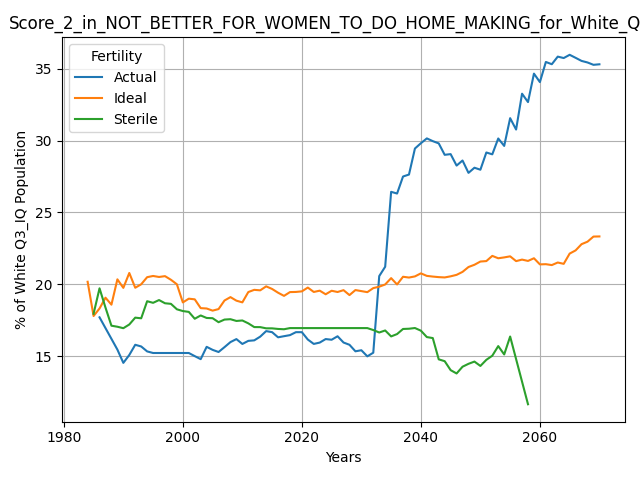 Score_2_in_NOT_BETTER_FOR_WOMEN_TO_DO_HOME_MAKING_for_White_Q
Fertility
Actual
Ideal
Sterile
% of White Q3_IQ Population
35
30
25
20
15
1980
2000
2020
2040
2060
Years